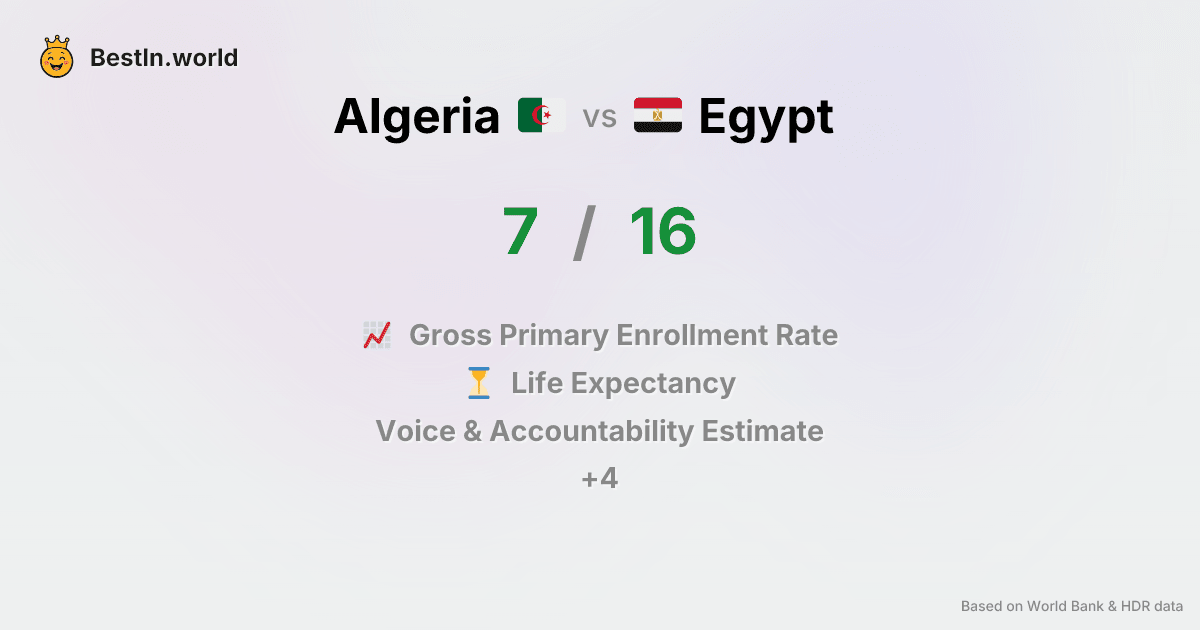 BestIn.world
Algeria vs Egypt
7 / 16
Gross Primary Enrollment Rate
Life Expectancy
Voice & Accountability Estimate
+4
Based on World Bank & HDR data